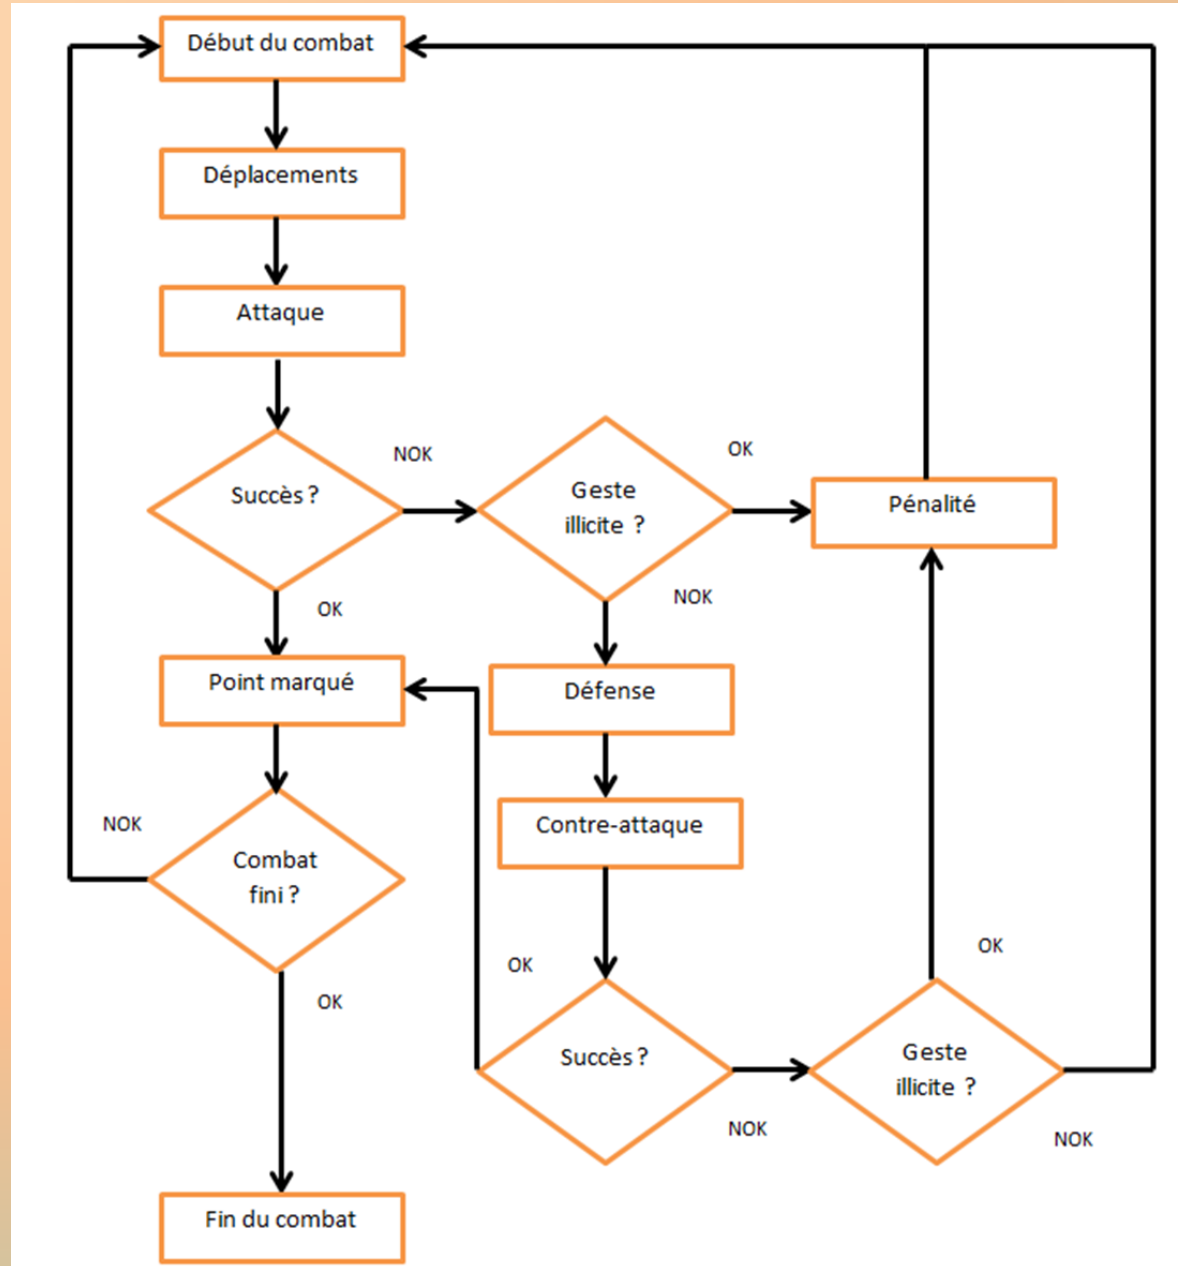 Début du combat
Déplacements
Attaque
Succès ?
NOK
Geste
illicite ?
OK
Pénalité
OK
NOK
Point marqué
Défense
Contre-attaque
NOK
Combat
fini ?
OK
OK
Succès ?
NOK
OK
Geste
illicite ?
NOK
Fin du combat